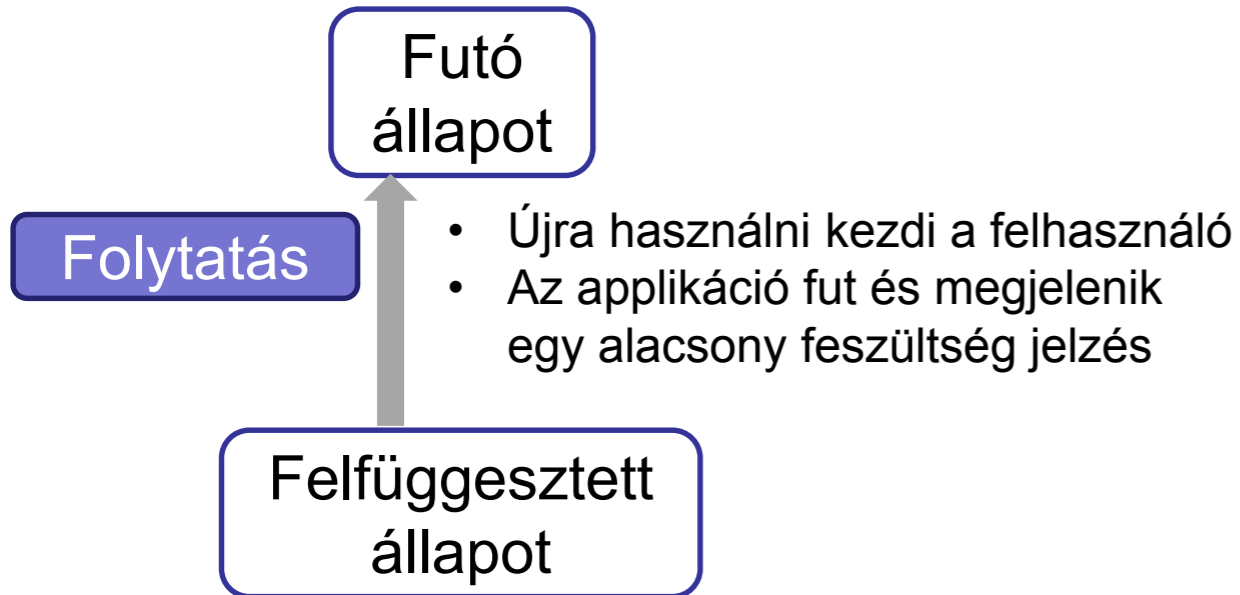 Futó
állapot
Folytatás
• Újra használni kezdi a felhasználó
• Az applikáció fut és megjelenik
egy alacsony feszültség jelzés
Felfüggesztett
állapot